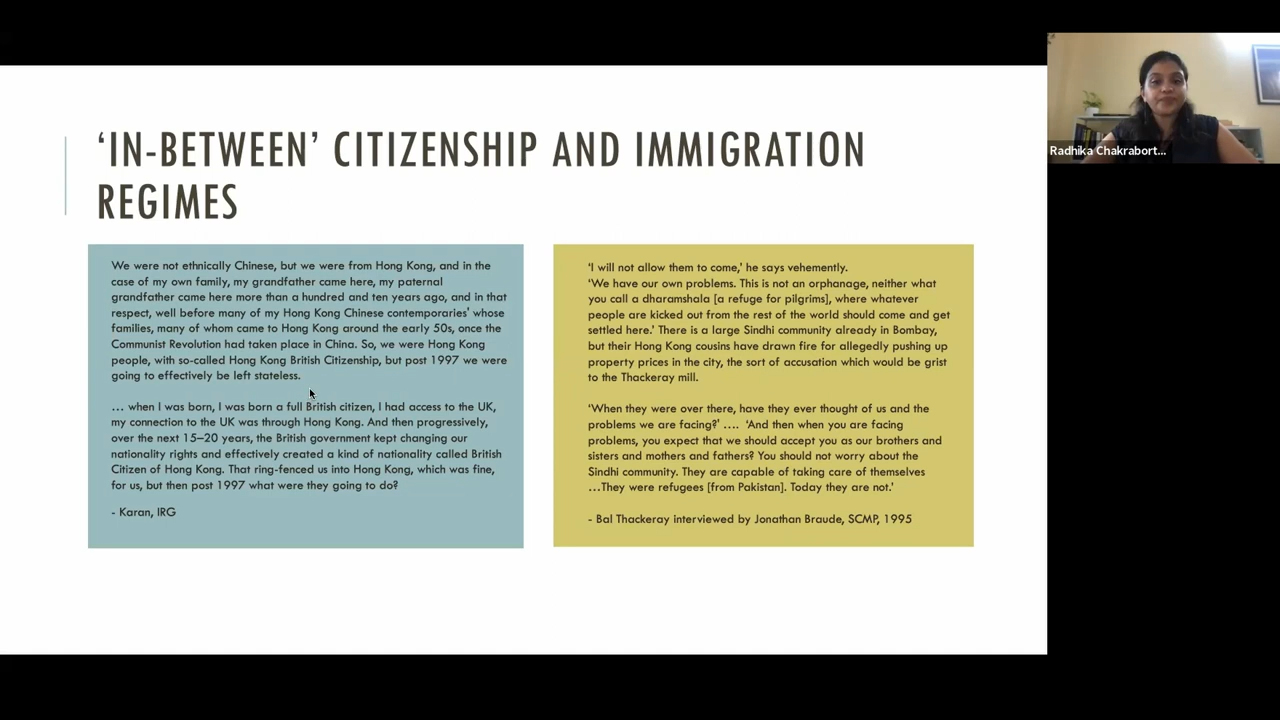 ‘IN-BETWEEN’ CITIZENSHIP AND IMMIGRATION
REGIMES
We were not ethnically Chinese, but we were from Hong Kong, and in the
case of my own family, my grandfather came here, my paternal
grandfather came here more than a hundred and ten years ago, and in that
respect, well before many of my Hong Kong Chinese contemporaries' whose
families, many of whom came to Hong Kong around the early 50s, once the
Communist Revolution had taken place in China. So, we were Hong Kong
people, with so-called Hong Kong British Citizenship, but post 1997 we were
going to effectively be left stateless.
… when I was born, I was born a full British citizen, I had access to the UK,
my connection to the UK was through Hong Kong. And then progressively,
over the next 15–20 years, the British government kept changing our
nationality rights and effectively created a kind of nationality called British
Citizen of Hong Kong. That ring-fenced us into Hong Kong, which was fine,
for us, but then post 1997 what were they going to do?
- Karan, IRG
‘I will not allow them to come,’ he says vehemently.
‘We have our own problems. This is not an orphanage, neither what
you call a dharamshala [a refuge for pilgrims], where whatever
people are kicked out from the rest of the world should come and get
settled here.’ There is a large Sindhi community already in Bombay,
but their Hong Kong cousins have drawn fire for allegedly pushing up
property prices in the city, the sort of accusation which would be grist
to the Thackeray mill.
‘When they were over there, have they ever thought of us and the
problems we are facing?’ …. ‘And then when you are facing
problems, you expect that we should accept you as our brothers and
sisters and mothers and fathers? You should not worry about the
Sindhi community. They are capable of taking care of themselves
…They were refugees [from Pakistan]. Today they are not.’
- Bal Thackeray interviewed by Jonathan Braude, SCMP, 1995
Radhika Chakrabort...